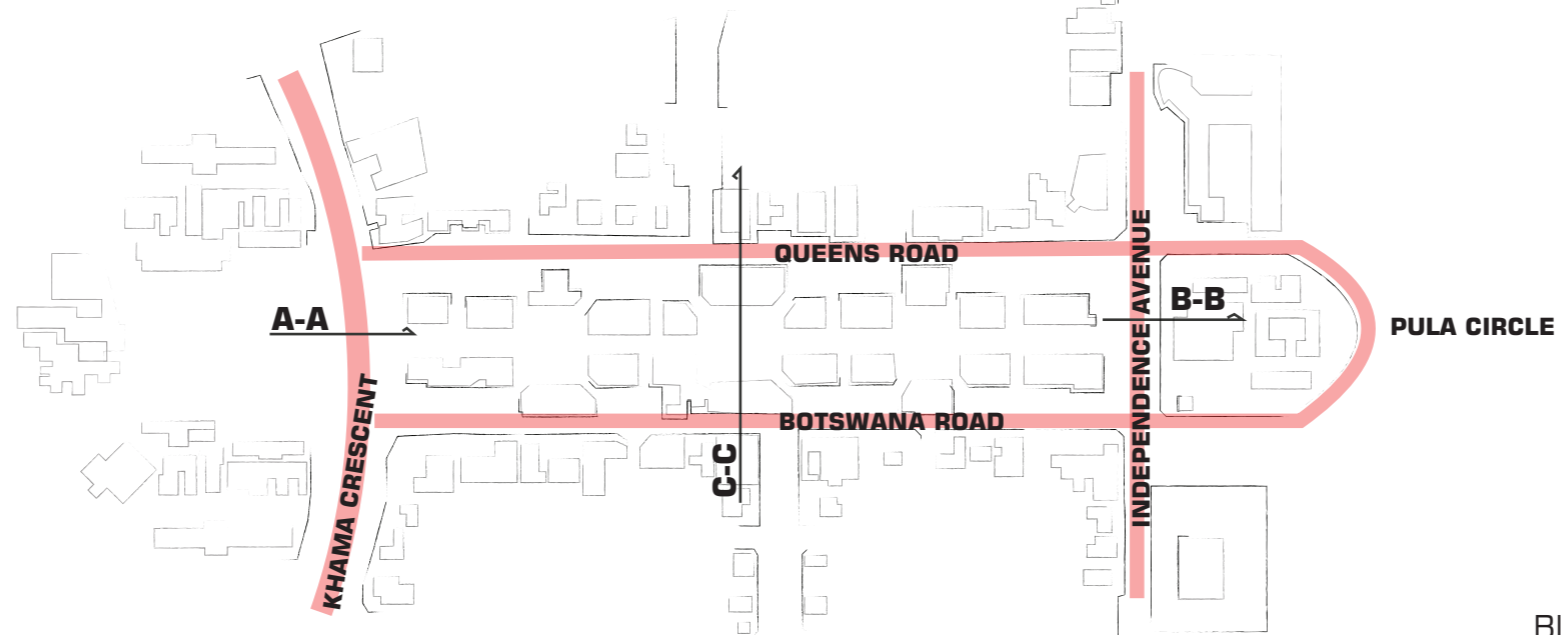 QUEENS ROAD
A-A
B-B
PULA CIRCLE
KHAMA CRESCENT
BOTSWANA ROAD
C-C
INDEPENDENCE AVENUE